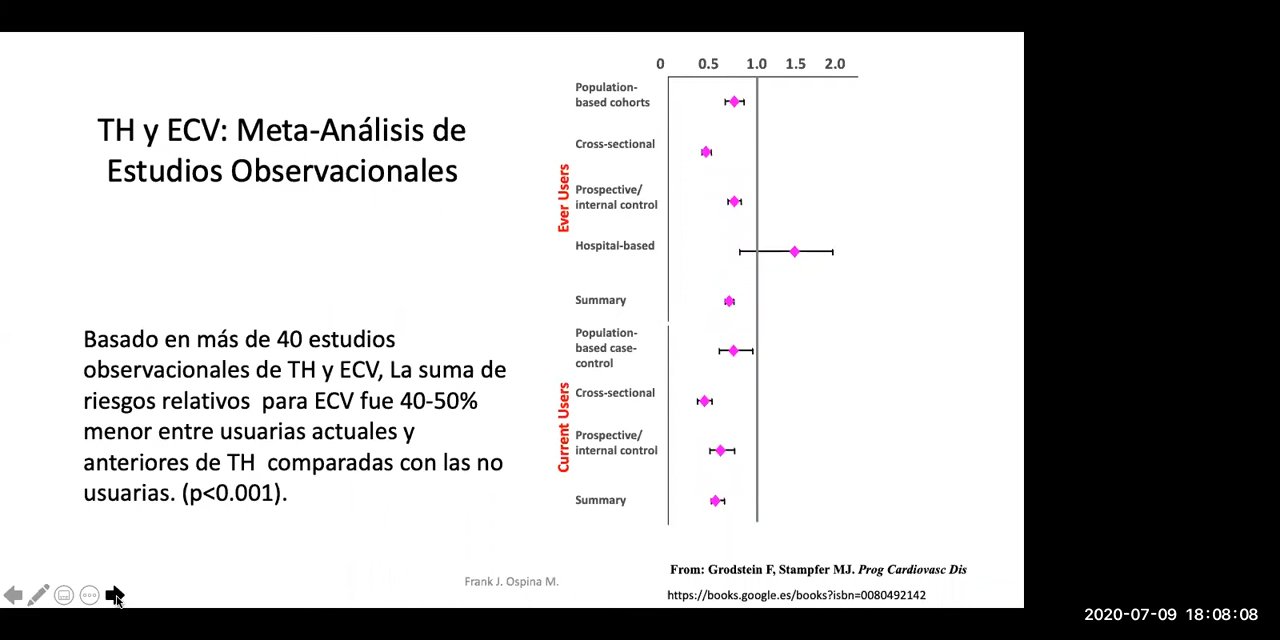 TH y ECV: Meta-Análisis de
Estudios Observacionales
Basado en más de 40 estudios
observacionales de TH y ECV, La suma de
riesgos relativos para ECV fue 40-50%
menor entre usuarias actuales y
anteriores de TH comparadas con las no
usuarias. (p<0.001).
0 0.5 1.0 1.5 2.0
Ever Users
Population-
based cohorts
Cross-sectional
Prospective/
internal control
Hospital-based
Summary
Current Users
Population-
based case-
control
Cross-sectional
Prospective/
internal control
Summary
From: Grodstein F, Stampfer MJ. Prog Cardiovasc Dis
https://books.google.es/books?isbn=0080492142
Frank J. Ospina M.
2020-07-09 18:08:08